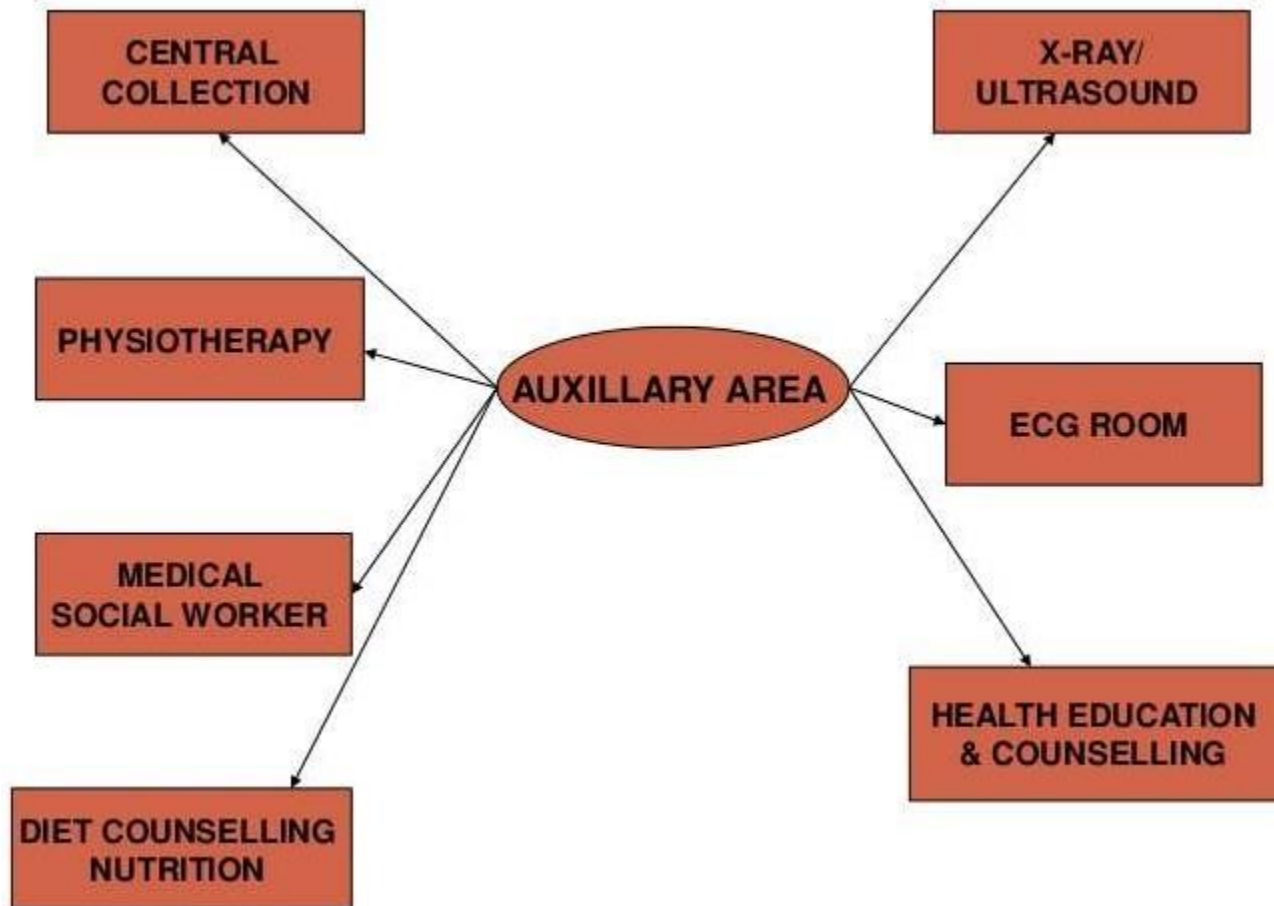 CENTRAL
COLLECTION
X-RAY/
ULTRASOUND
PHYSIOTHERAPY
AUXILLARY AREA
ECG ROOM
MEDICAL
SOCIAL WORKER
HEALTH EDUCATION
& COUNSELLING
DIET COUNSELLING
NUTRITION